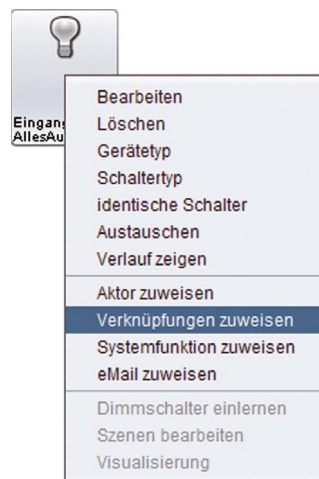 Eingang
AllesAu
Bearbeiten
Löschen
Gerätetyp
Schaltertyp
identische Schalter
Austauschen
Verlauf zeigen
Aktor zuweisen
Verknüpfungen zuweisen
Systemfunktion zuweisen
eMail zuweisen
Dimmschalter einlernen
Szenen bearbeiten
Visualisierung